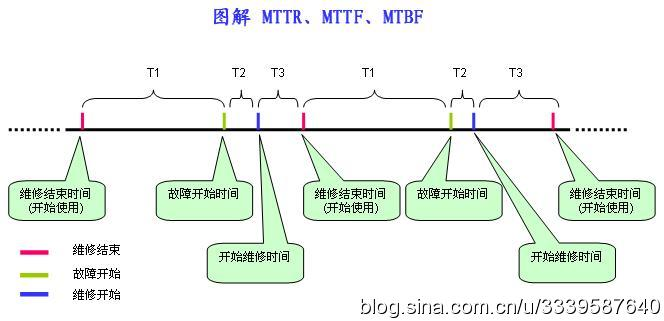 图解 MTTR、MTTF、MTBF
T1
T2
T3
T1
T2
T3
维修结束时间
(开始使用)
故障开始时间
维修结束时间
(开始使用)
故障开始时间
维修结束时间
(开始使用)
开始维修时间
开始维修时间
维修结束
故障开始
维修开始
blog.sina.com.cn/u/3339587640